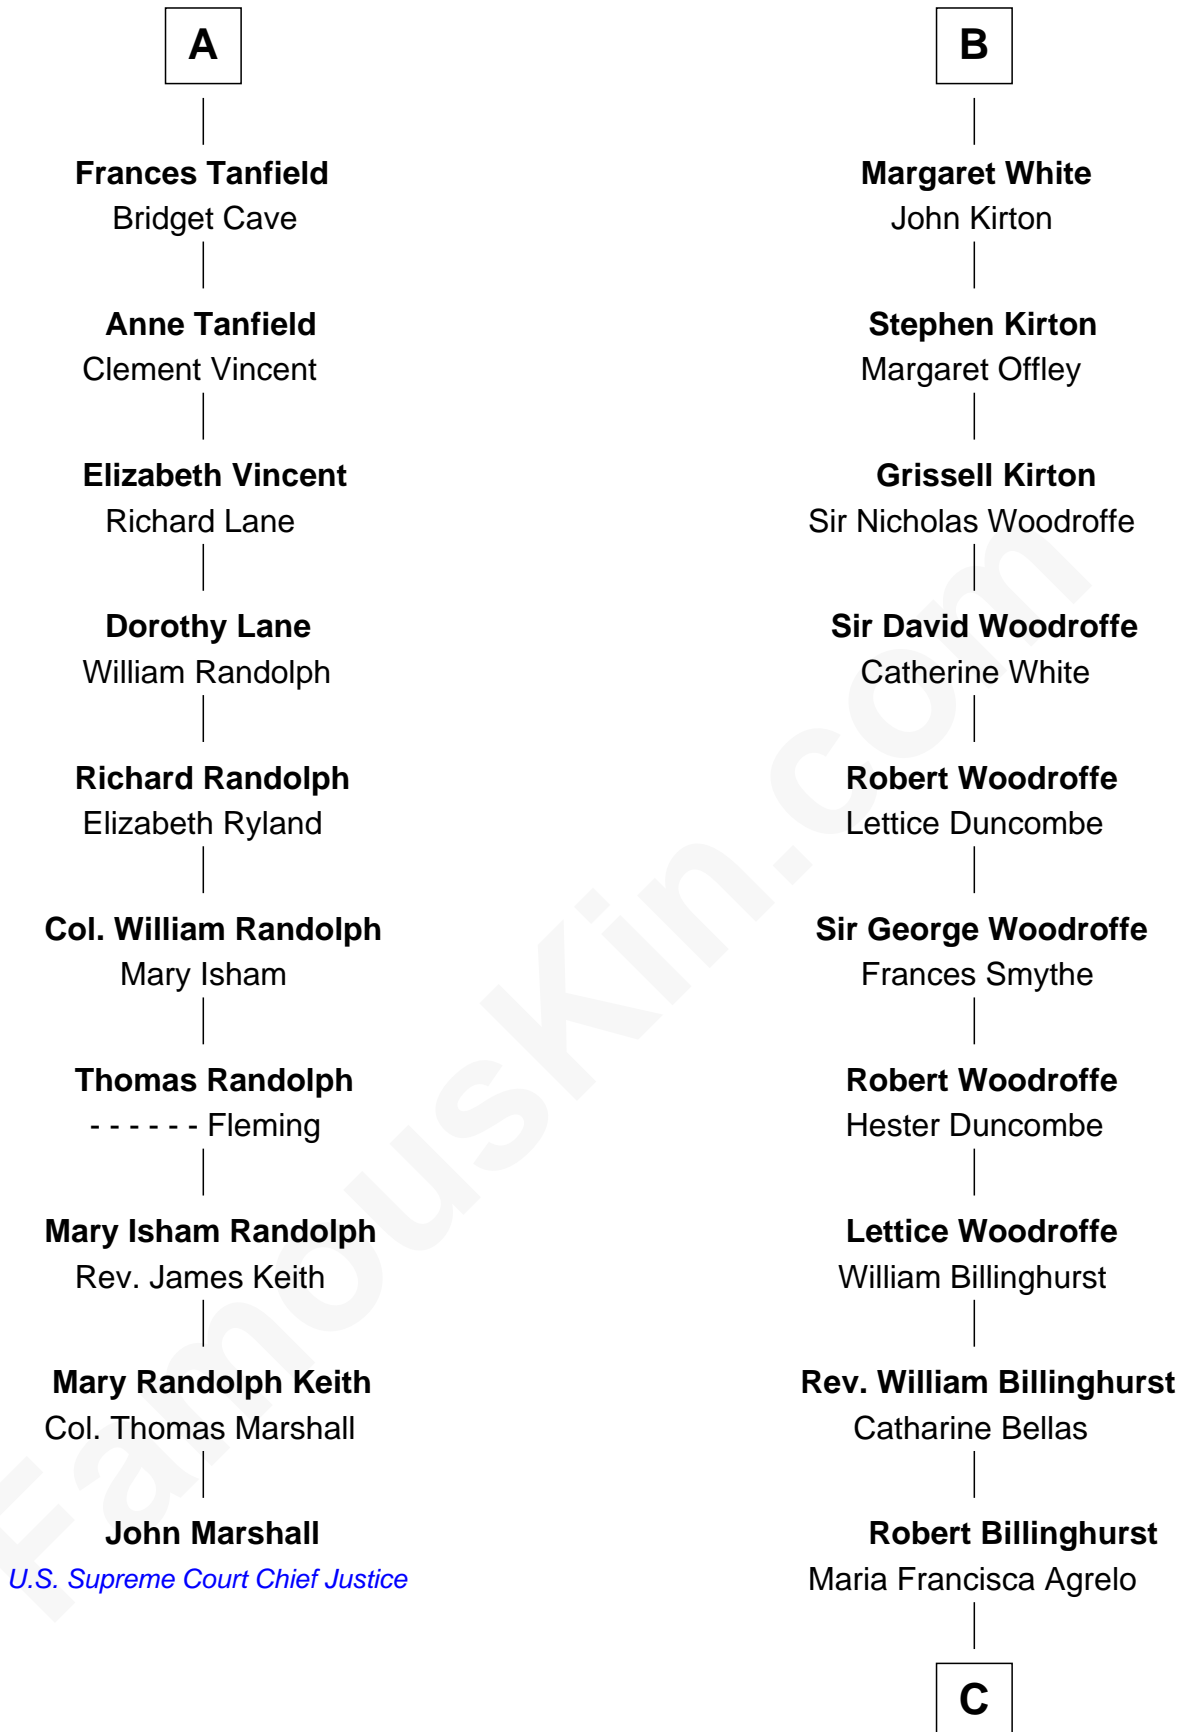 A
Frances Tanfield
Bridget Cave
Anne Tanfield
Clement Vincent
Elizabeth Vincent
Richard Lane
Dorothy Lane
William Randolph
Richard Randolph
Elizabeth Ryland
Col. William Randolph
Mary Isham
Thomas Randolph
- - - - - - Fleming
Mary Isham Randolph
Rev. James Keith
Mary Randolph Keith
Col. Thomas Marshall
John Marshall
U.S. Supreme Court Chief Justice
B
Margaret White
John Kirton
Stephen Kirton
Margaret Offley
Grissell Kirton
Sir Nicholas Woodroffe
Sir David Woodroffe
Catherine White
Robert Woodroffe
Lettice Duncombe
Sir George Woodroffe
Frances Smythe
Robert Woodroffe
Hester Duncombe
Lettice Woodroffe
William Billinghurst
Rev. William Billinghurst
Catharine Bellas
Robert Billinghurst
Maria Francisca Agrelo
C
FamousKin.com